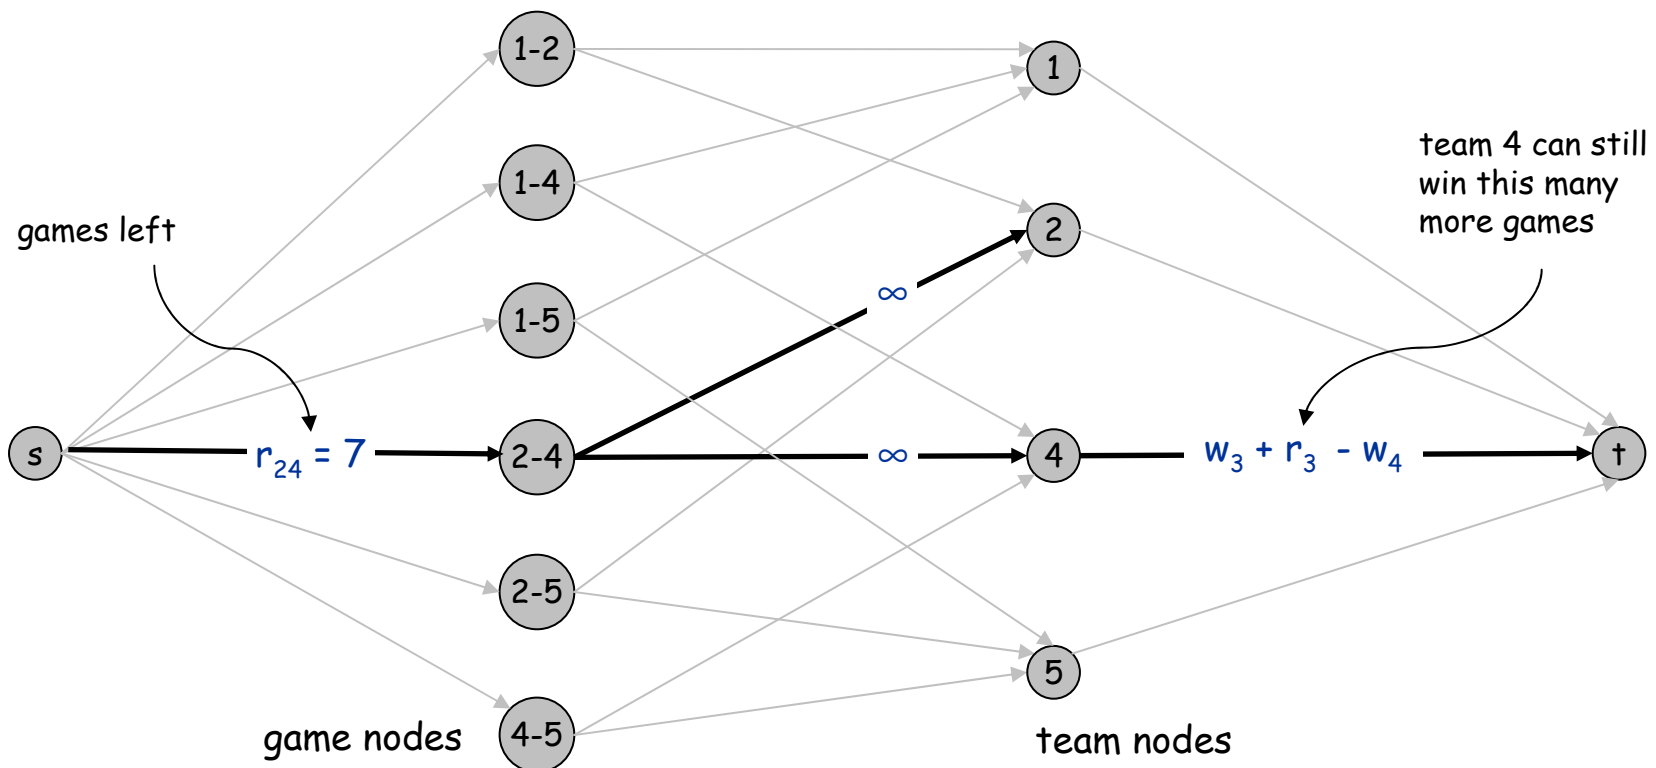 1-2
1
team 4 can still
win this many
more games
1-4
games left
2
∞
1-5
s
r₂₄ = 7
2-4
∞
4
w₃ + r₃ - w₄
t
2-5
5
game nodes
4-5
team nodes